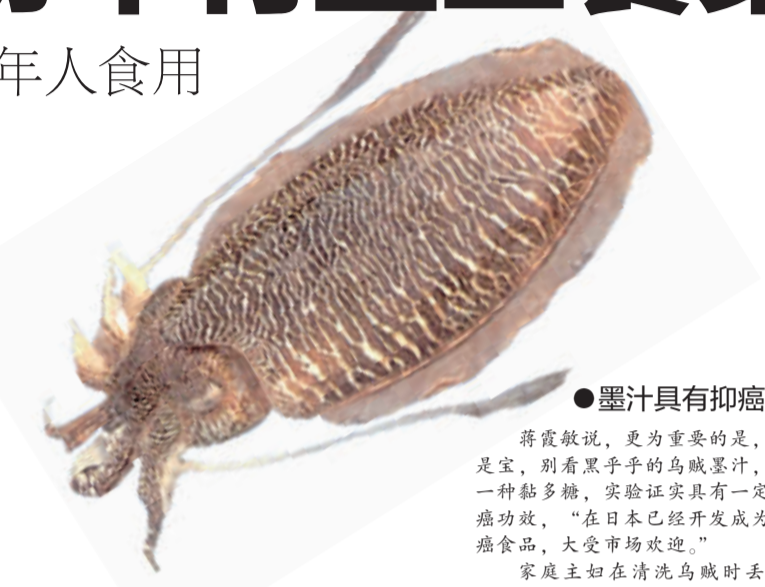 年人食用
●墨汁具有抑癌
蒋霞敏说，更为重要的是，
是宝，别看黑乎乎的乌贼墨汁，
一种黏多糖，实验证实具有一定
癌功效，“在日本已经开发成为
癌食品，大受市场欢迎。”
家庭主妇在清洗乌贼时丢